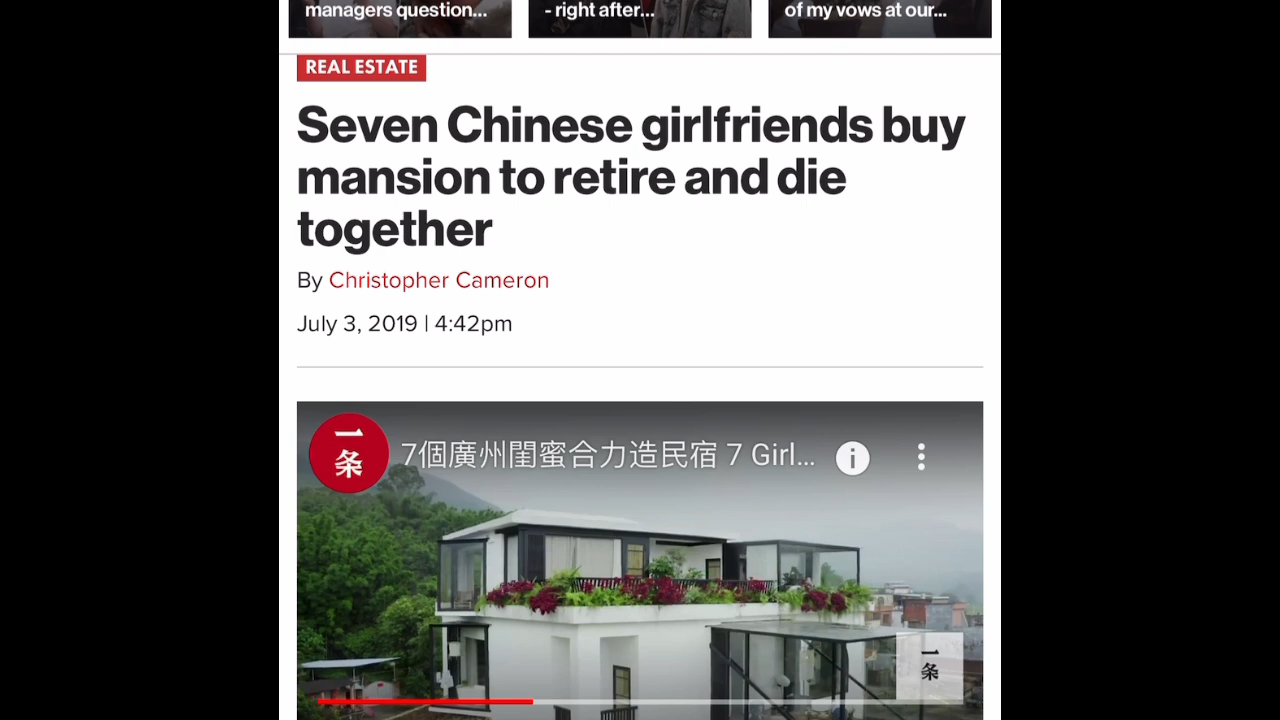 managers question...
- right after...
of my vows at our...
REAL ESTATE
Seven Chinese girlfriends buy
mansion to retire and die
together
By Christopher Cameron
July 3, 2019 | 4:42pm
一条
7個廣州閨蜜合力造民宿 7 Girl...
一条